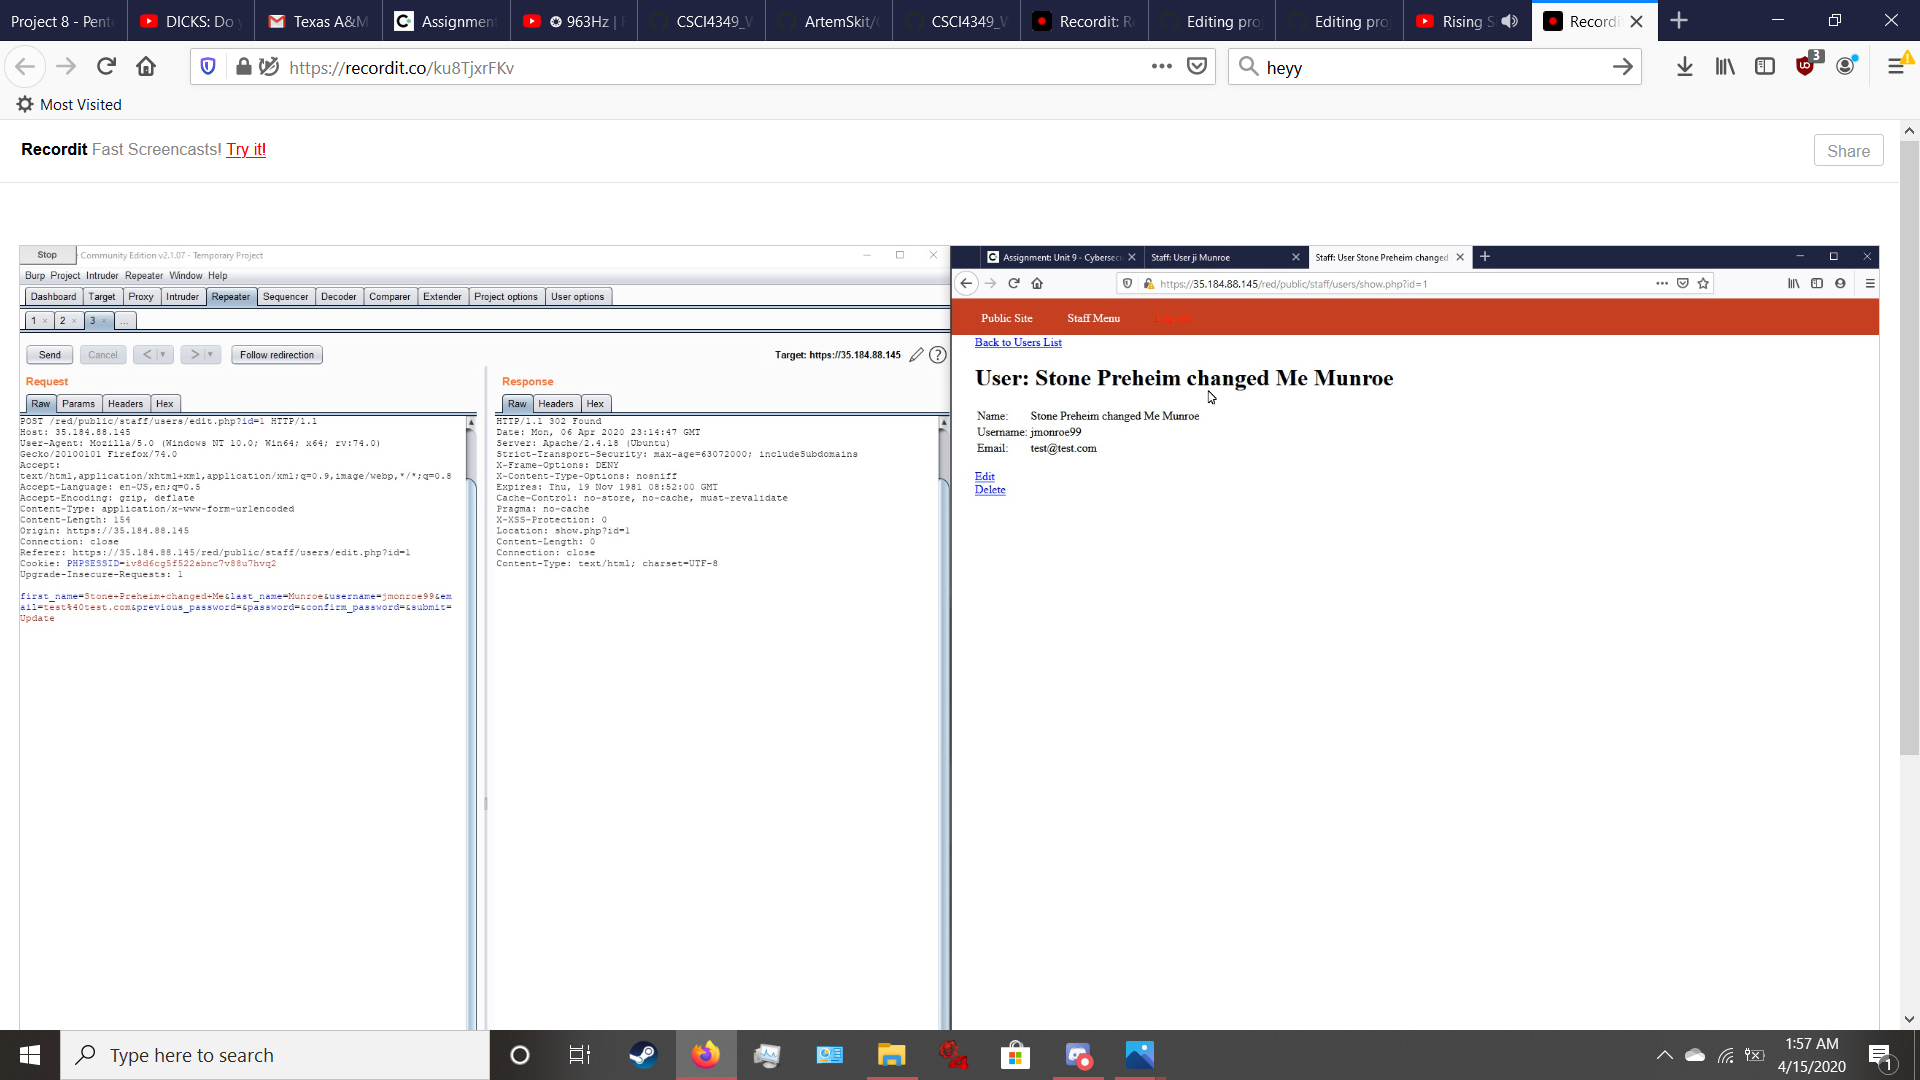 Project 8 - Pent
DICKS: Do y
Texas A&M
Assignment
✪ 963Hz |
CSCI4349_W
ArtemSkit/
CSCI4349_W
Recordit: R
Editing pro
Editing pro
Rising S
Recordit
https://recordit.co/ku8TjxrFKv
heyy
3
Most Visited
Recordit Fast Screencasts! Try it!
Share
Stop
Community Edition v2.1.07 - Temporary Project
Burp Project Intruder Repeater Window Help
Dashboard Target Proxy Intruder Repeater Sequencer Decoder Comparer Extender Project options User options
1 × 2 × 3 × ...
Send Cancel < > Follow redirection
Target: https://35.184.88.145
Request
Raw Params Headers Hex
POST /red/public/staff/users/edit.php?id=1 HTTP/1.1
Host: 35.184.88.145
User-Agent: Mozilla/5.0 (Windows NT 10.0; Win64; x64; rv:74.0)
Gecko/20100101 Firefox/74.0
Accept:
text/html,application/xhtml+xml,application/xml;q=0.9,image/webp,*/*;q=0.8
Accept-Language: en-US,en;q=0.5
Accept-Encoding: gzip, deflate
Content-Type: application/x-www-form-urlencoded
Content-Length: 154
Origin: https://35.184.88.145
Connection: close
Referer: https://35.184.88.145/red/public/staff/users/edit.php?id=1
Cookie: PHPSESSID=iv8d6cg5f522abnc7v88u7hvq2
Upgrade-Insecure-Requests: 1
first_name=Stone+Preheim+changed+Me&last_name=Munroe&username=jmonroe99&em
ail=test%40test.com&previous_password=&password=&confirm_password=&submit=
Update
Response
Raw Headers Hex
HTTP/1.1 302 Found
Date: Mon, 06 Apr 2020 23:14:47 GMT
Server: Apache/2.4.18 (Ubuntu)
Strict-Transport-Security: max-age=63072000; includeSubdomains
X-Frame-Options: DENY
X-Content-Type-Options: nosniff
Expires: Thu, 19 Nov 1981 08:52:00 GMT
Cache-Control: no-store, no-cache, must-revalidate
Pragma: no-cache
X-XSS-Protection: 0
Location: show.php?id=1
Content-Length: 0
Connection: close
Content-Type: text/html; charset=UTF-8
Assignment: Unit 9 - Cybersecu
Staff: User ji Munroe
Staff: User Stone Preheim changed
https://35.184.88.145/red/public/staff/users/show.php?id=1
Public Site Staff Menu
Back to Users List
User: Stone Preheim changed Me Munroe
Name: Stone Preheim changed Me Munroe
Username: jmonroe99
Email: test@test.com
Edit
Delete
Type here to search
1:57 AM
4/15/2020
1